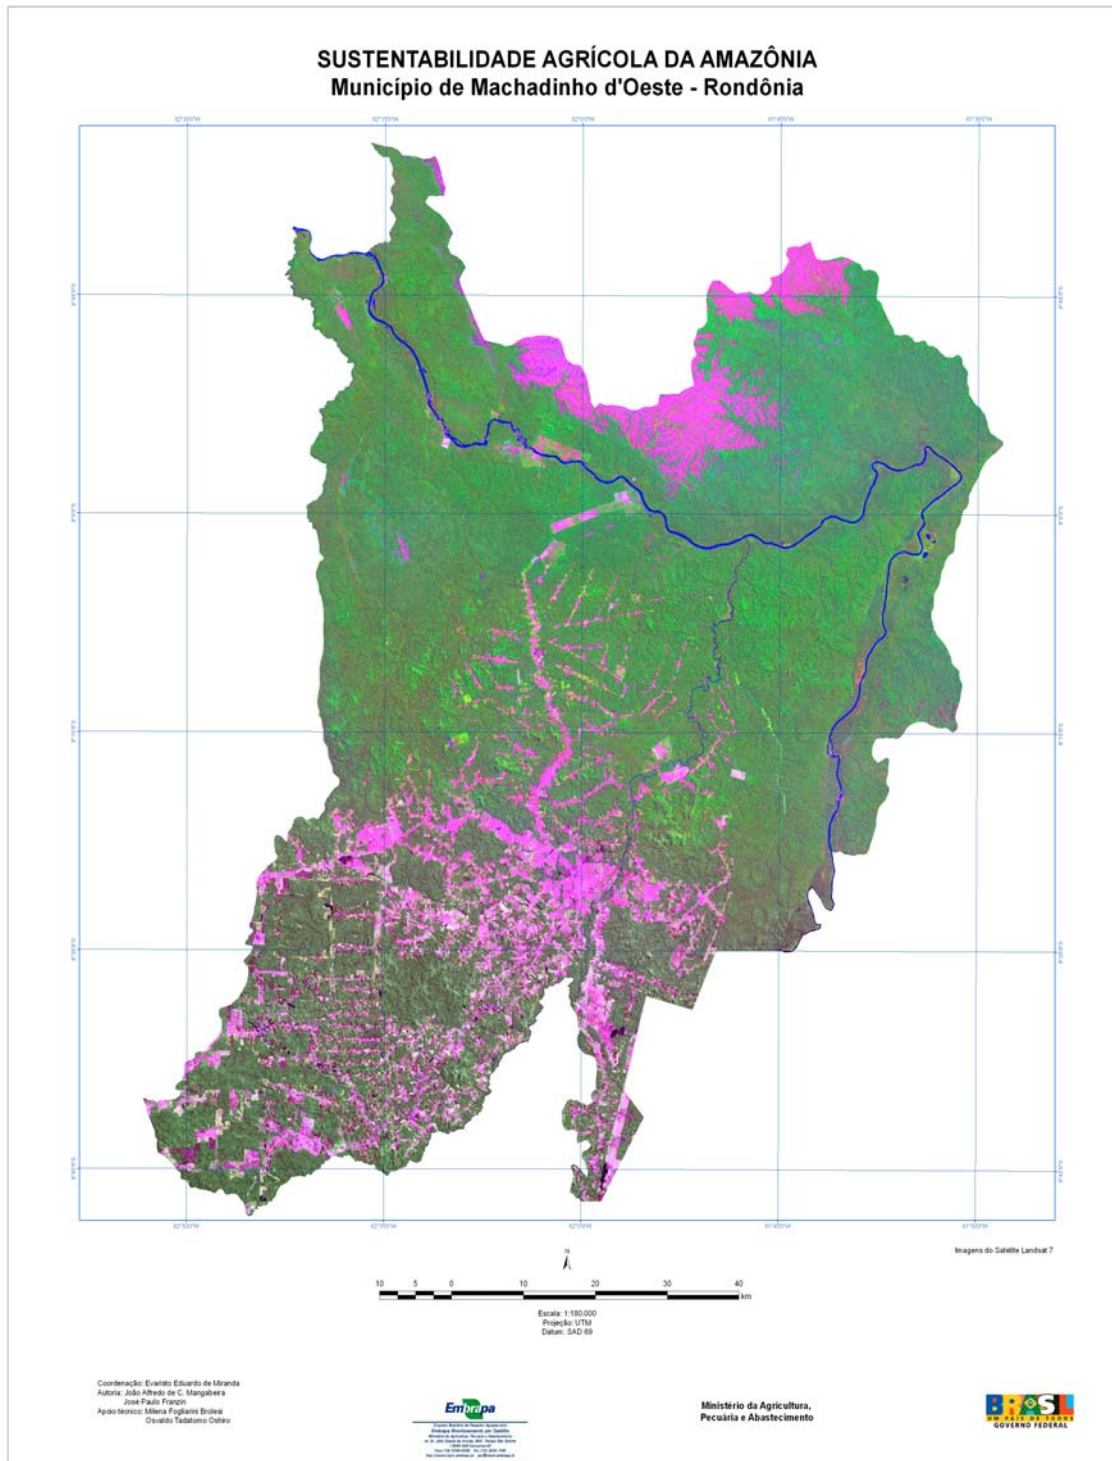 SUSTENTABILIDADE AGRÍCOLA DA AMAZÔNIA
Município de Machadinho d'Oeste - Rondônia
Imagens do Satélite Landsat 7
N
10 5 0 10 20 30 40
km
Escala: 1:180.000
Projeção: UTM
Datum: SAD 69
Coordenação: Evaristo Eduardo de Miranda
Autoria: João Alfredo de C. Mangabeira
José Paulo Franzin
Apoio técnico: Milena Fogliarini Brolesi
Osvaldo Tadatomo Oshiro
Embrapa
Ministério da Agricultura,
Pecuária e Abastecimento
BRASIL
UM PAÍS DE TODOS
GOVERNO FEDERAL